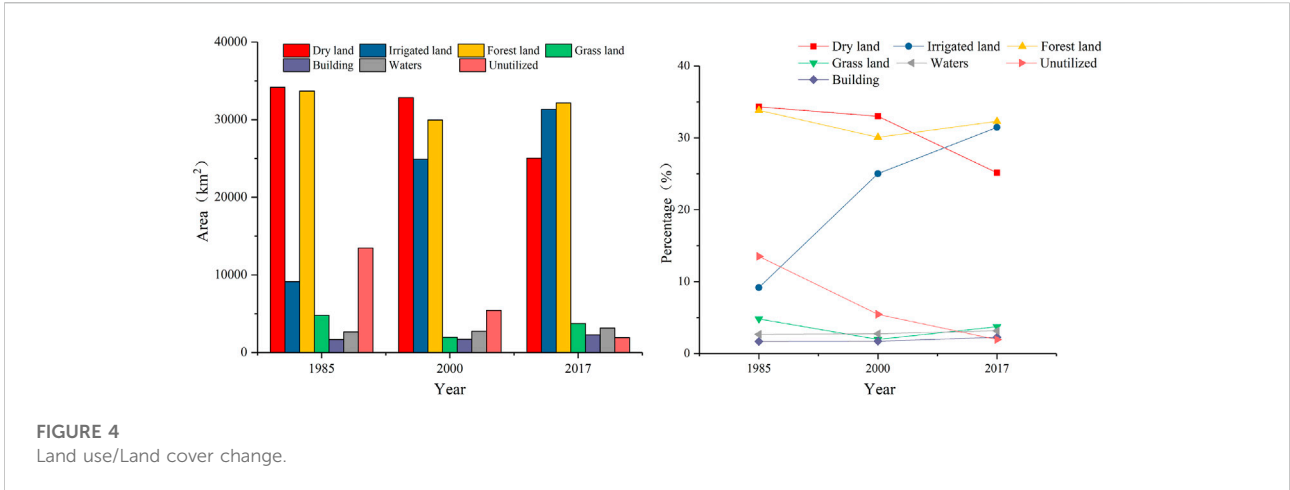 40000
30000
20000
10000
0
Area（km²）
Dry land Irrigated land Forest land Grass land
Building Waters Unutilized
1985 2000 2017
Year
Dry land Irrigated land Forest land
Grass land Waters Unutilized
Building
40
30
20
10
0
Percentage（%）
1985 2000 2017
Year
FIGURE 4
Land use/Land cover change.